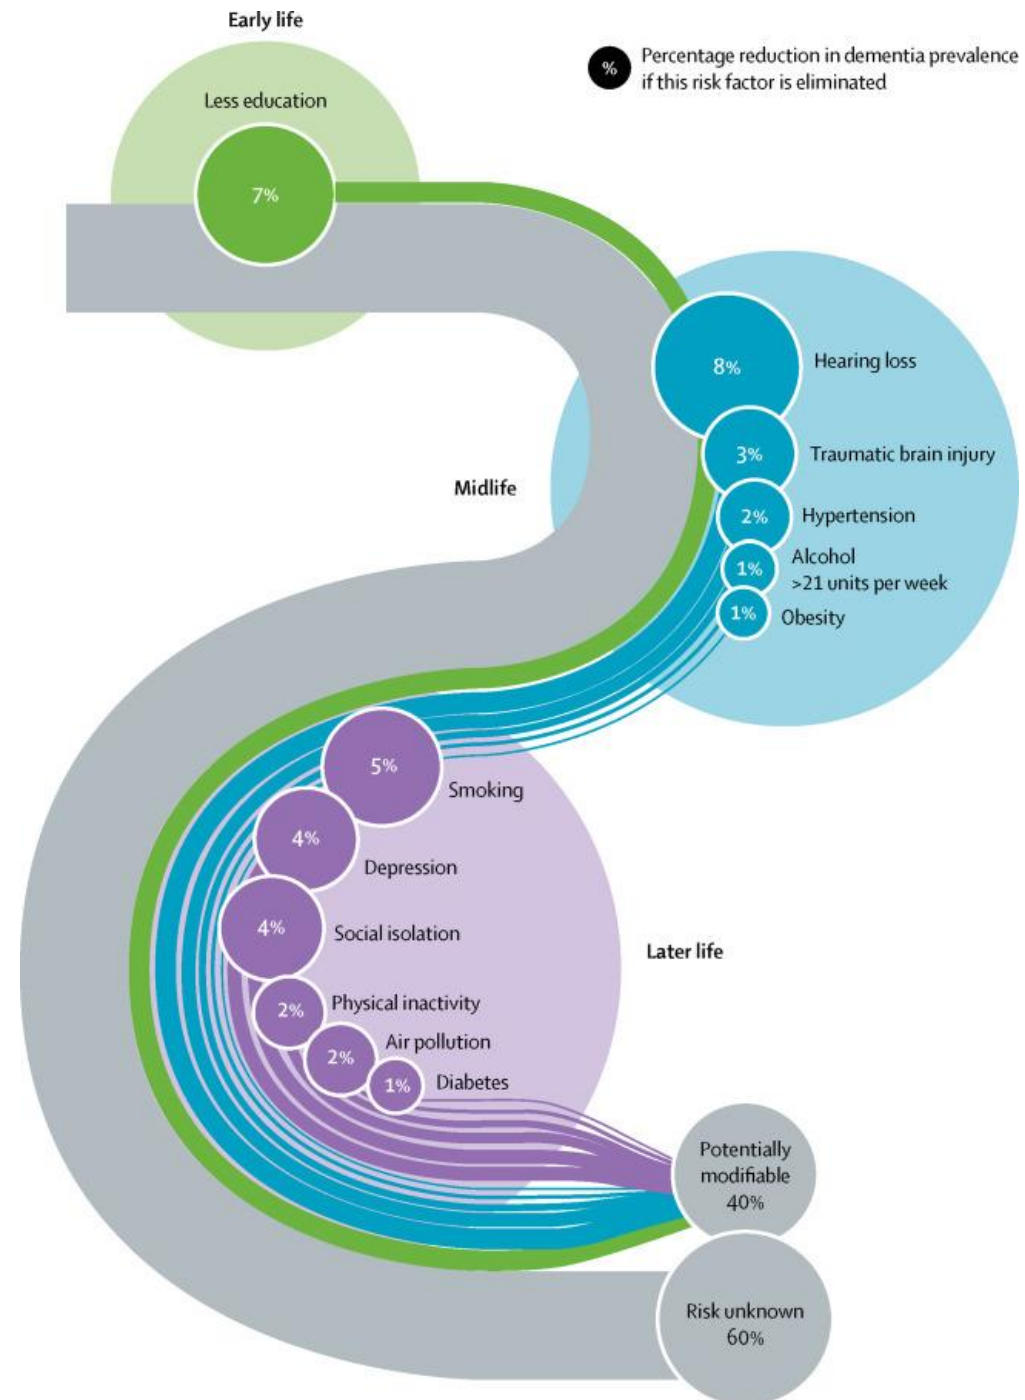 Early life
% Percentage reduction in dementia prevalence
if this risk factor is eliminated
Less education
7%
8% Hearing loss
3% Traumatic brain injury
Midlife
2% Hypertension
1% Alcohol
>21 units per week
1% Obesity
5%
Smoking
4%
Depression
4% Social isolation
Later life
2% Physical inactivity
2% Air pollution
1% Diabetes
Potentially
modifiable
40%
Risk unknown
60%